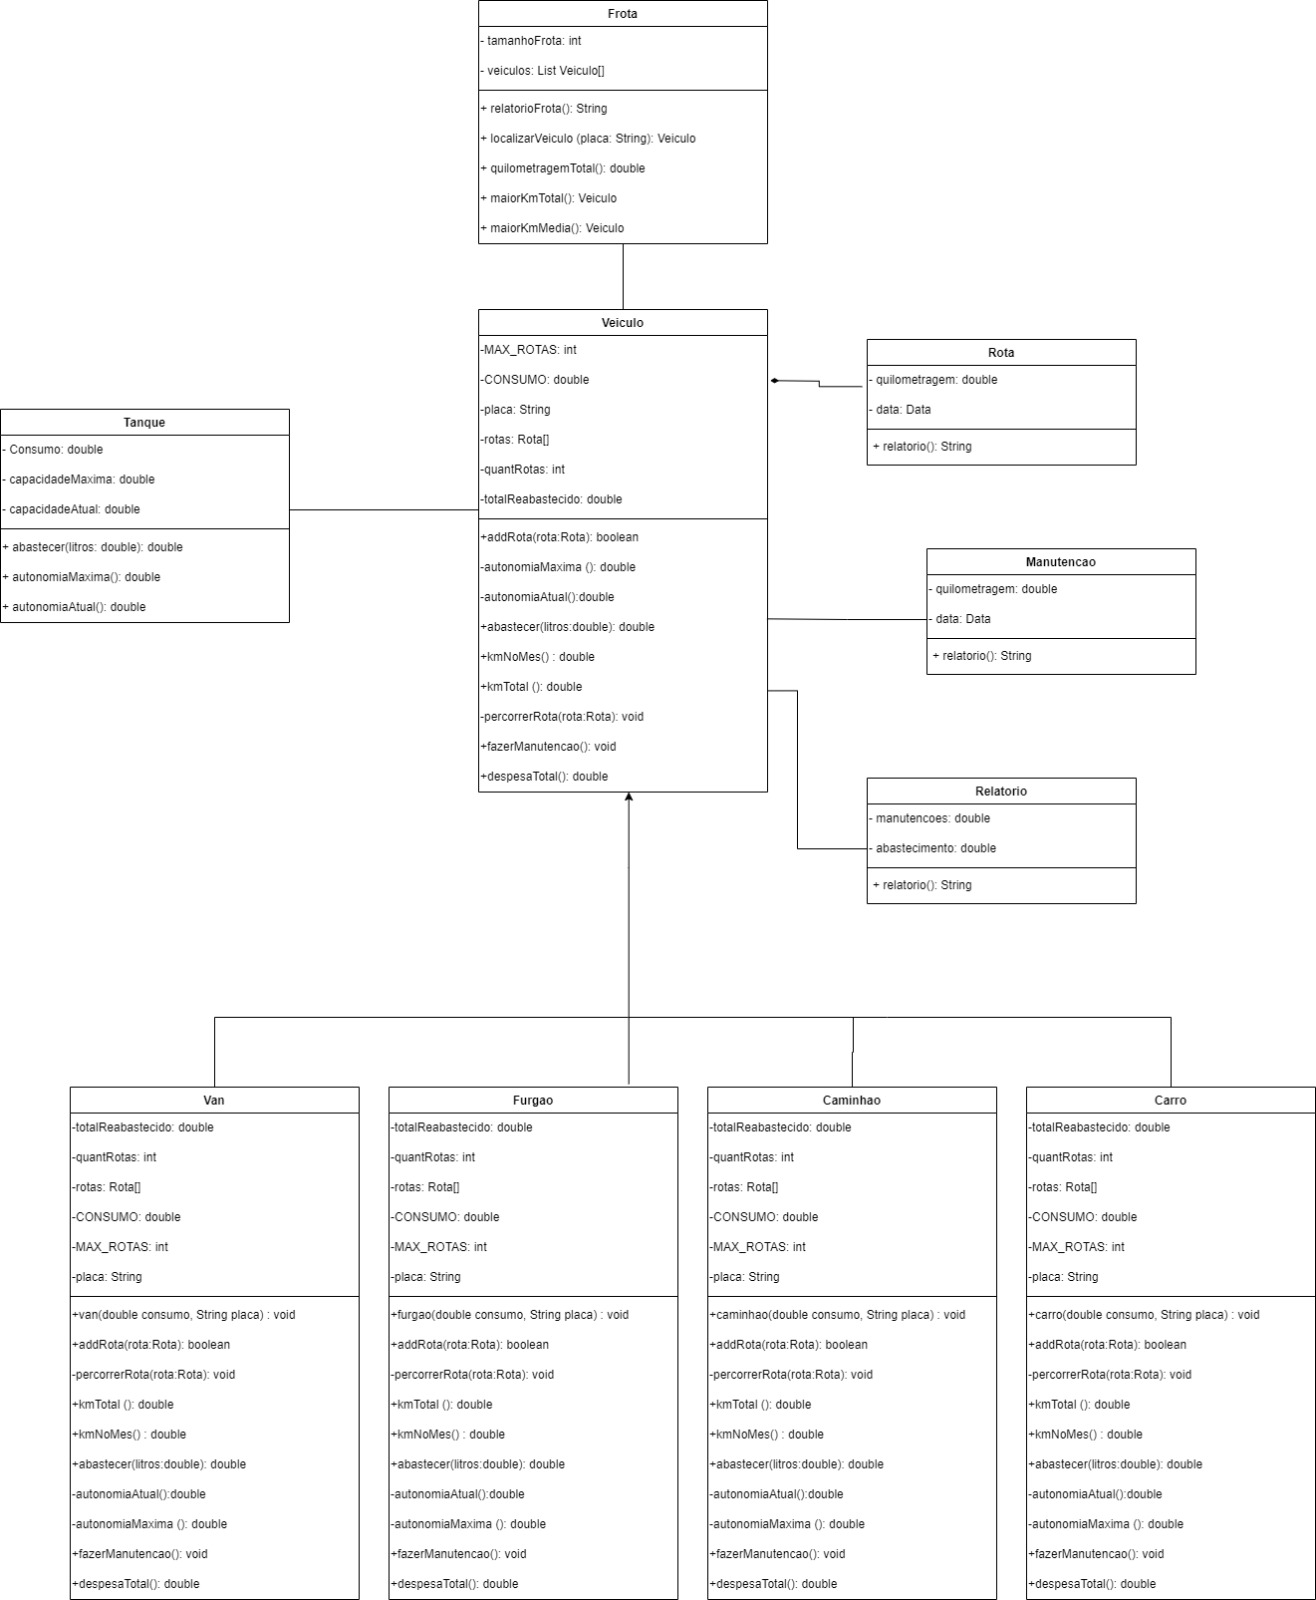 Frota
- tamanhoFrota: int
- veiculos: List Veiculo[]
+ relatorioFrota(): String
+ localizarVeiculo (placa: String): Veiculo
+ quilometragemTotal(): double
+ maiorKmTotal(): Veiculo
+ maiorKmMedia(): Veiculo
Veiculo
-MAX_ROTAS: int
-CONSUMO: double
-placa: String
-rotas: Rota[]
-quantRotas: int
-totalReabastecido: double
+addRota(rota:Rota): boolean
-autonomiaMaxima (): double
-autonomiaAtual():double
+abastecer(litros:double): double
+kmNoMes() : double
+kmTotal (): double
-percorrerRota(rota:Rota): void
+fazerManutencao(): void
+despesaTotal(): double
Rota
- quilometragem: double
- data: Data
+ relatorio(): String
Tanque
- Consumo: double
- capacidadeMaxima: double
- capacidadeAtual: double
+ abastecer(litros: double): double
+ autonomiaMaxima(): double
+ autonomiaAtual(): double
Manutencao
- quilometragem: double
- data: Data
+ relatorio(): String
Relatorio
- manutencoes: double
- abastecimento: double
+ relatorio(): String
Van
-totalReabastecido: double
-quantRotas: int
-rotas: Rota[]
-CONSUMO: double
-MAX_ROTAS: int
-placa: String
+van(double consumo, String placa) : void
+addRota(rota:Rota): boolean
-percorrerRota(rota:Rota): void
+kmTotal (): double
+kmNoMes() : double
+abastecer(litros:double): double
-autonomiaAtual():double
-autonomiaMaxima (): double
+fazerManutencao(): void
+despesaTotal(): double
Furgao
-totalReabastecido: double
-quantRotas: int
-rotas: Rota[]
-CONSUMO: double
-MAX_ROTAS: int
-placa: String
+furgao(double consumo, String placa) : void
+addRota(rota:Rota): boolean
-percorrerRota(rota:Rota): void
+kmTotal (): double
+kmNoMes() : double
+abastecer(litros:double): double
-autonomiaAtual():double
-autonomiaMaxima (): double
+fazerManutencao(): void
+despesaTotal(): double
Caminhao
-totalReabastecido: double
-quantRotas: int
-rotas: Rota[]
-CONSUMO: double
-MAX_ROTAS: int
-placa: String
+caminhao(double consumo, String placa) : void
+addRota(rota:Rota): boolean
-percorrerRota(rota:Rota): void
+kmTotal (): double
+kmNoMes() : double
+abastecer(litros:double): double
-autonomiaAtual():double
-autonomiaMaxima (): double
+fazerManutencao(): void
+despesaTotal(): double
Carro
-totalReabastecido: double
-quantRotas: int
-rotas: Rota[]
-CONSUMO: double
-MAX_ROTAS: int
-placa: String
+carro(double consumo, String placa) : void
+addRota(rota:Rota): boolean
-percorrerRota(rota:Rota): void
+kmTotal (): double
+kmNoMes() : double
+abastecer(litros:double): double
-autonomiaAtual():double
-autonomiaMaxima (): double
+fazerManutencao(): void
+despesaTotal(): double